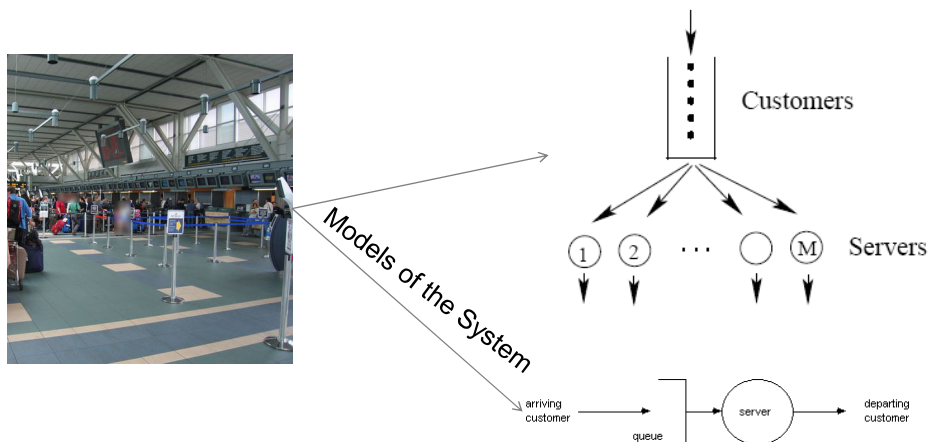 Customers
1
2
...
M
Servers
Models of the System
arriving
customer
queue
server
departing
customer